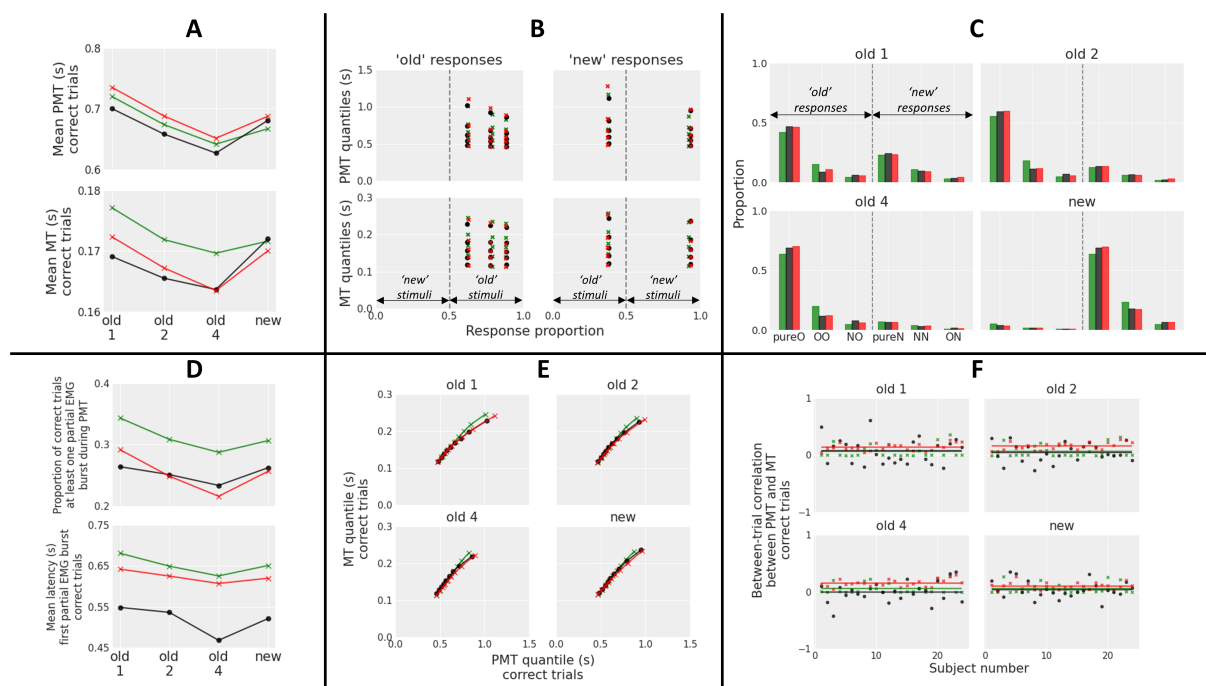 A
Mean PMT (s)
correct trials
0.8
0.7
0.6
Mean MT (s)
correct trials
0.18
0.17
0.16
old
1
old
2
old
4
new
B
'old' responses
'new' responses
PMT quantiles (s)
1.5
1.0
0.5
0.0
MT quantiles (s)
0.3
0.2
0.1
0.0
‘new’
stimuli
‘old’
stimuli
‘old’
stimuli
‘new’
stimuli
0.5
1.0
0.0
0.5
1.0
Response proportion
C
old 1
old 2
Proportion
1.0
0.5
0.0
‘old’
responses
‘new’
responses
old 4
new
1.0
0.5
0.0
pureO
OO
NO
pureN
NN
ON
D
Proportion of correct trials
at least one partial EMG
burst during PMT
0.4
0.3
0.2
Mean latency (s)
first partial EMG burst
correct trials
0.75
0.65
0.55
0.45
old
1
old
2
old
4
new
E
old 1
old 2
MT quantile (s)
correct trials
0.3
0.2
0.1
0.0
old 4
new
0.3
0.2
0.1
0.0
0.0
0.5
1.0
1.5
0.5
1.0
1.5
PMT quantile (s)
correct trials
F
old 1
old 2
Between-trial correlation
between PMT and MT
correct trials
1
0
−1
old 4
new
1
0
−1
0
10
20
0
10
20
Subject number